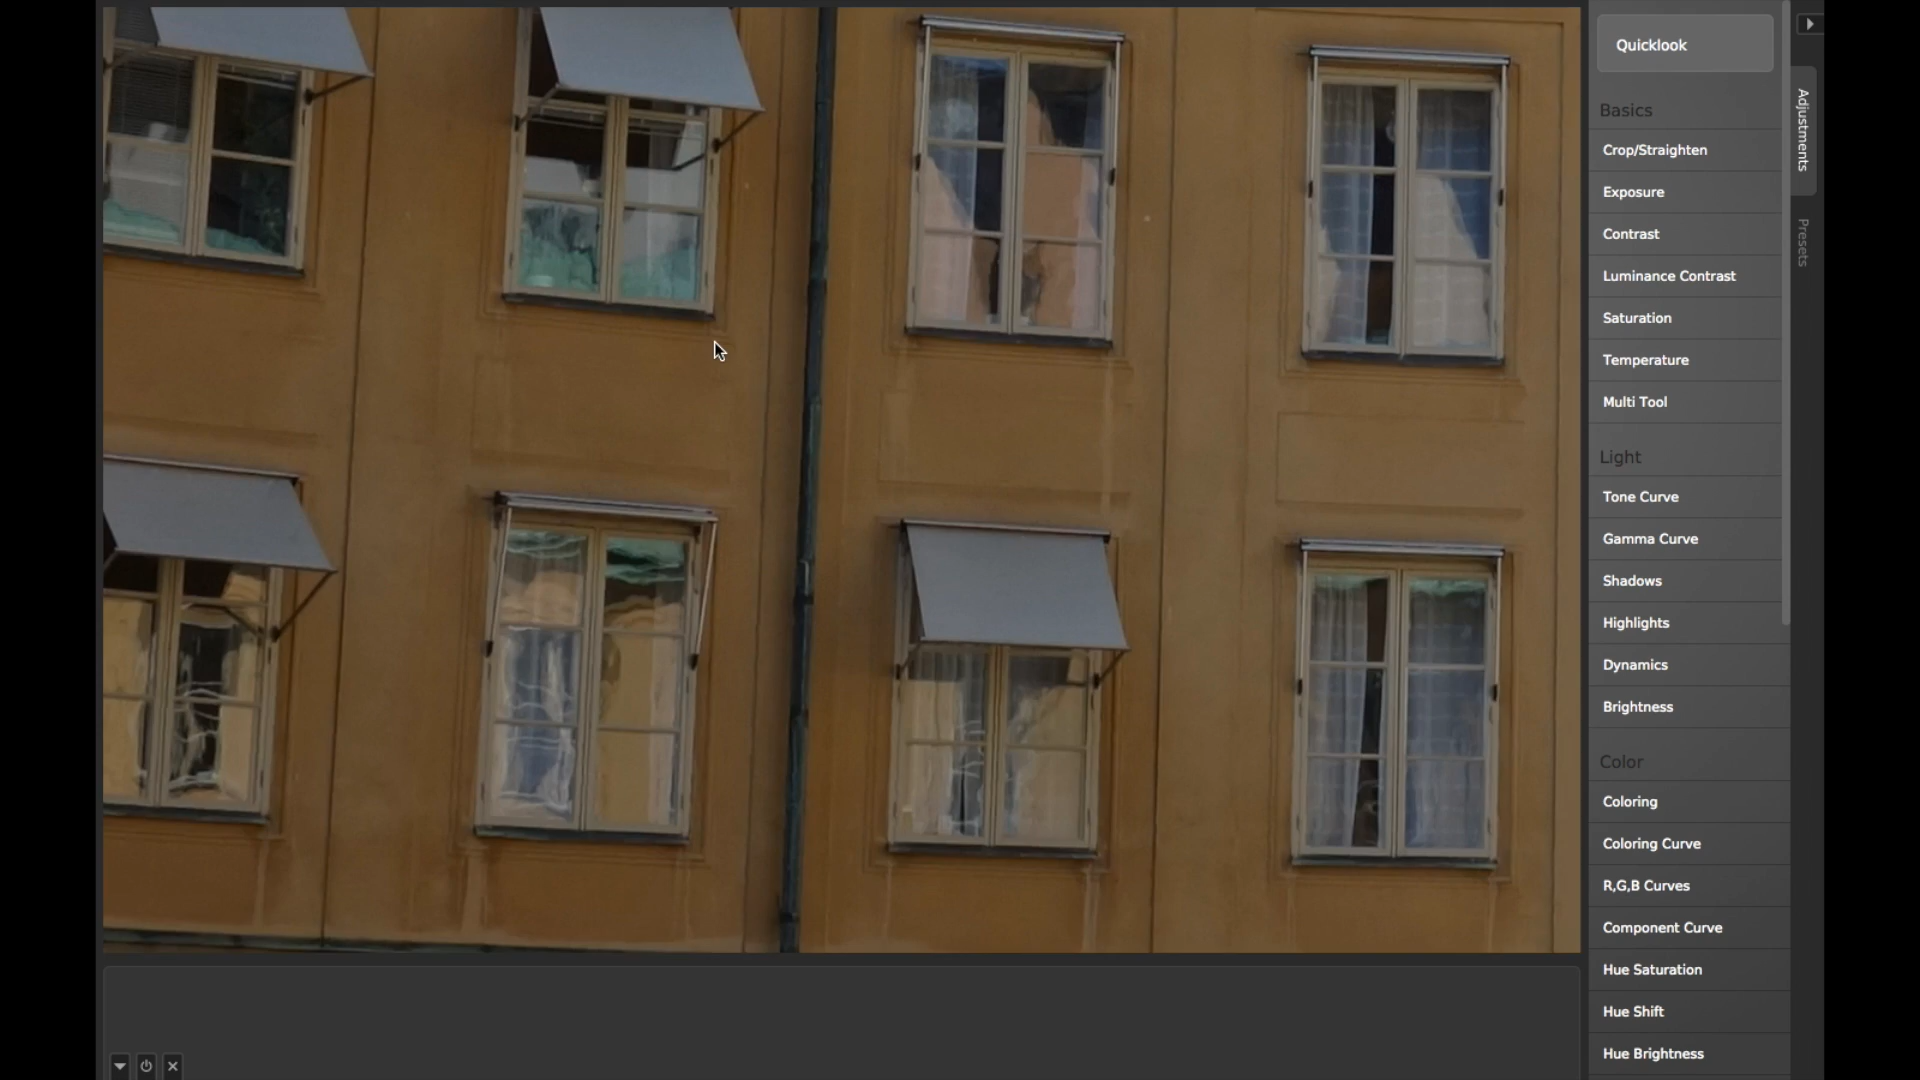 Quicklook
Basics
Crop/Straighten
Exposure
Contrast
Luminance Contrast
Saturation
Temperature
Multi Tool
Light
Tone Curve
Gamma Curve
Shadows
Highlights
Dynamics
Brightness
Color
Coloring
Coloring Curve
R,G,B Curves
Component Curve
Hue Saturation
Hue Shift
Hue Brightness
Adjustments
Presets